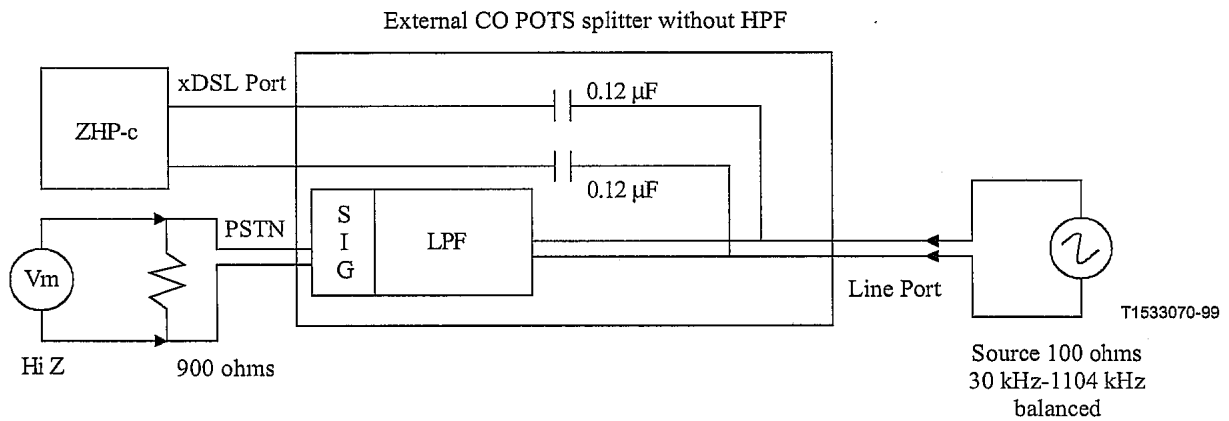 External CO POTS splitter without HPF
xDSL Port
0.12 µF
ZHP-c
0.12 µF
PSTN
S
I
G
LPF
Vm
Line Port
T1533070-99
Hi Z
900 ohms
Source 100 ohms
30 kHz-1104 kHz
balanced